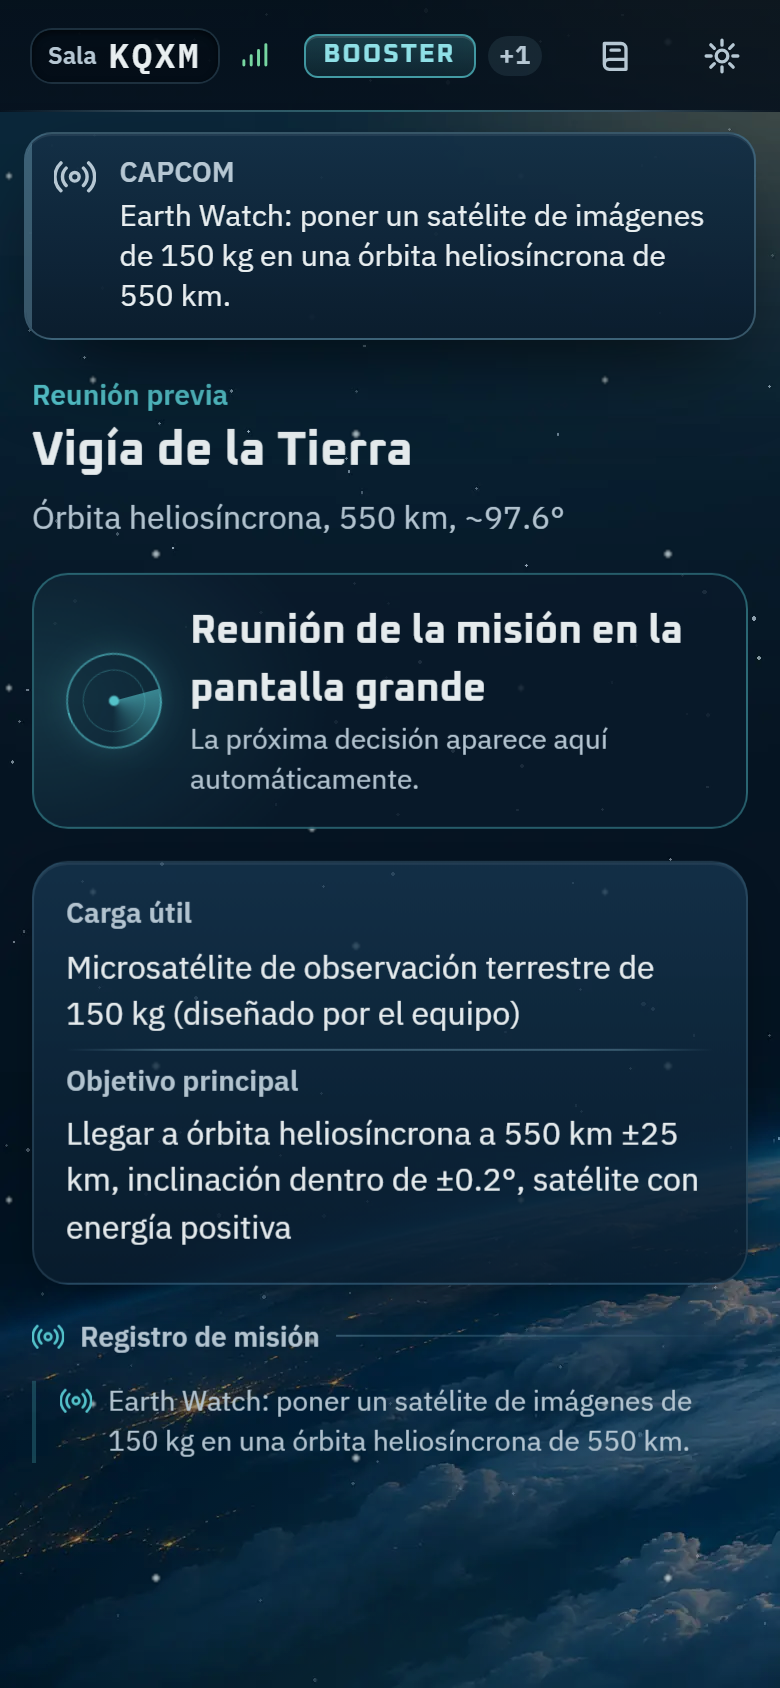 Sala KQXM BOOSTER +1
CAPCOM
Earth Watch: poner un satélite de imágenes
de 150 kg en una órbita heliosíncrona de
550 km.
Reunión previa
Vigía de la Tierra
Órbita heliosíncrona, 550 km, ~97.6°
Reunión de la misión en la
pantalla grande
La próxima decisión aparece aquí
automáticamente.
Carga útil
Microsatélite de observación terrestre de
150 kg (diseñado por el equipo)
Objetivo principal
Llegar a órbita heliosíncrona a 550 km ±25
km, inclinación dentro de ±0.2°, satélite con
energía positiva
Registro de misión
Earth Watch: poner un satélite de imágenes de
150 kg en una órbita heliosíncrona de 550 km.